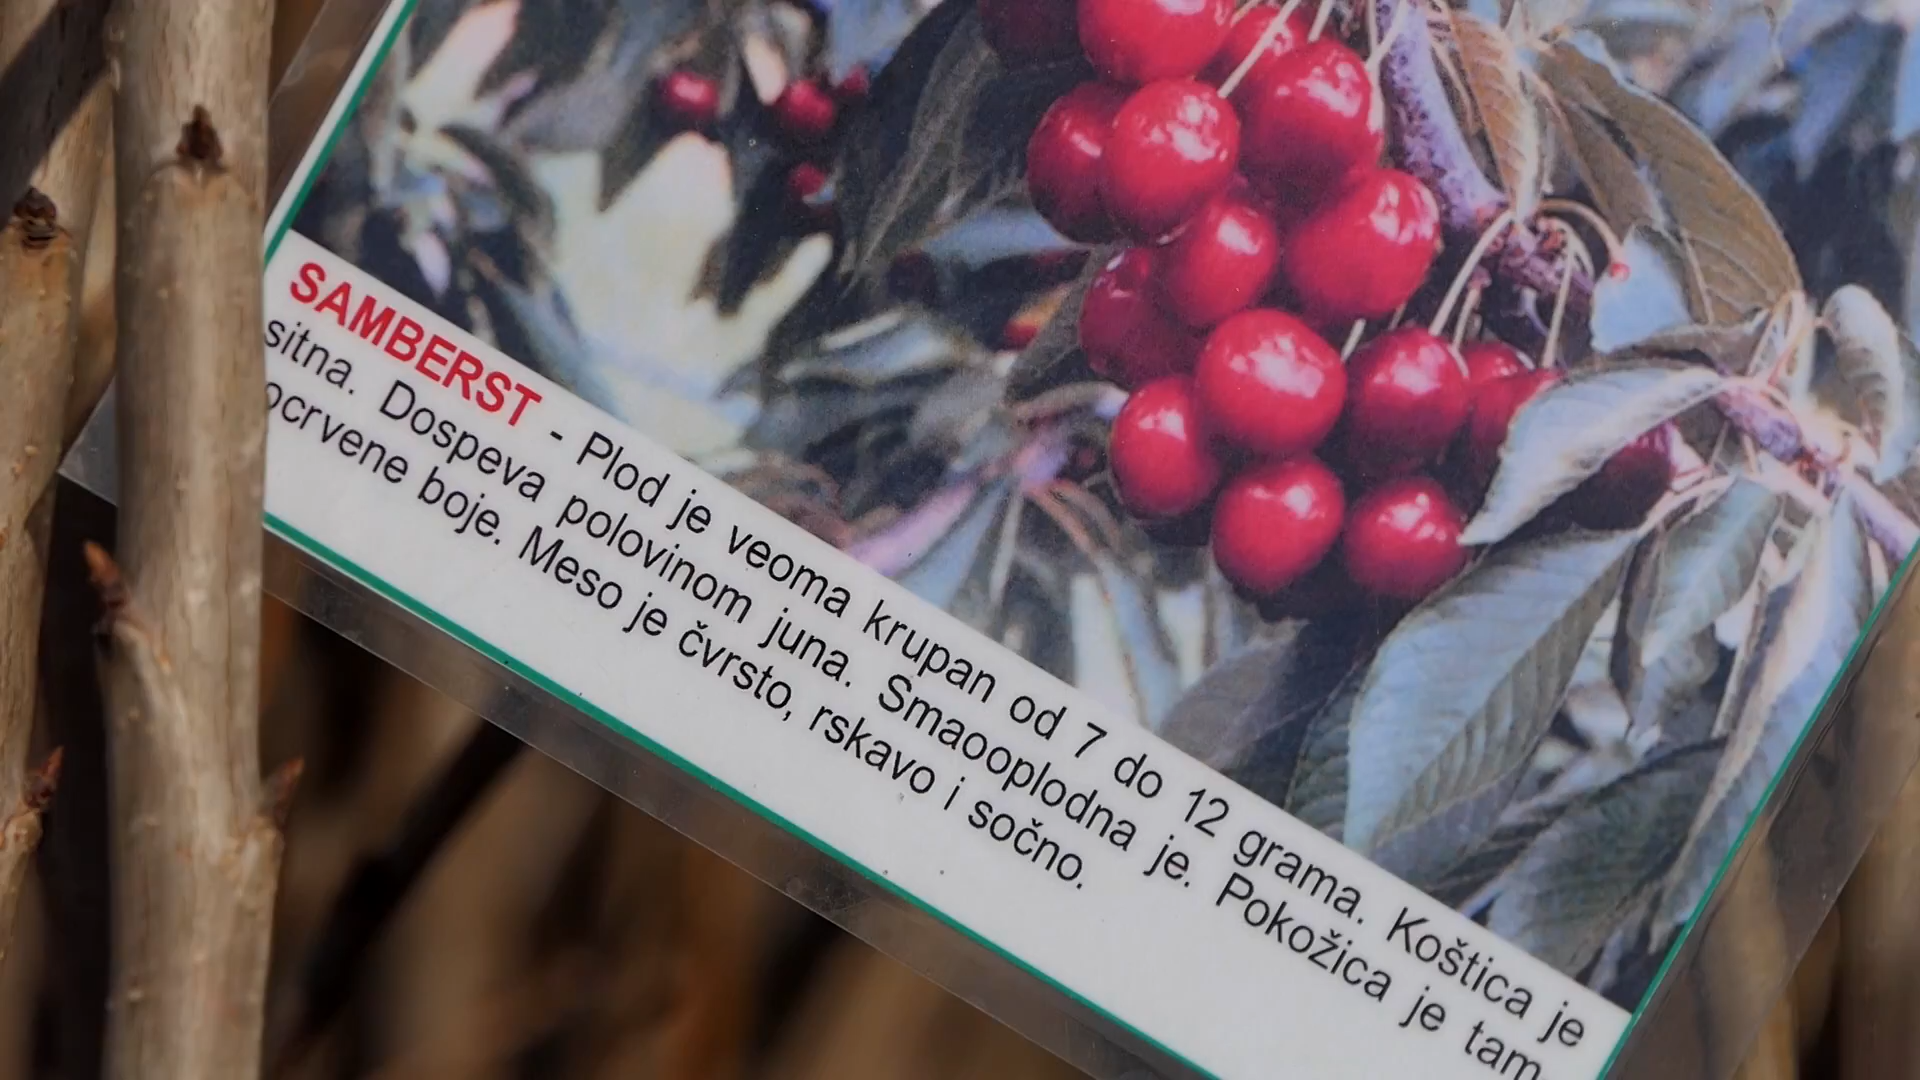 SAMBERST - Plod je veoma krupan od 7 do 12 grama. Koštica je
sitna. Dospeva polovinom juna. Smaooplodna je. Pokožica je tam
ocrvene boje. Meso je čvrsto, rskavo i sočno.